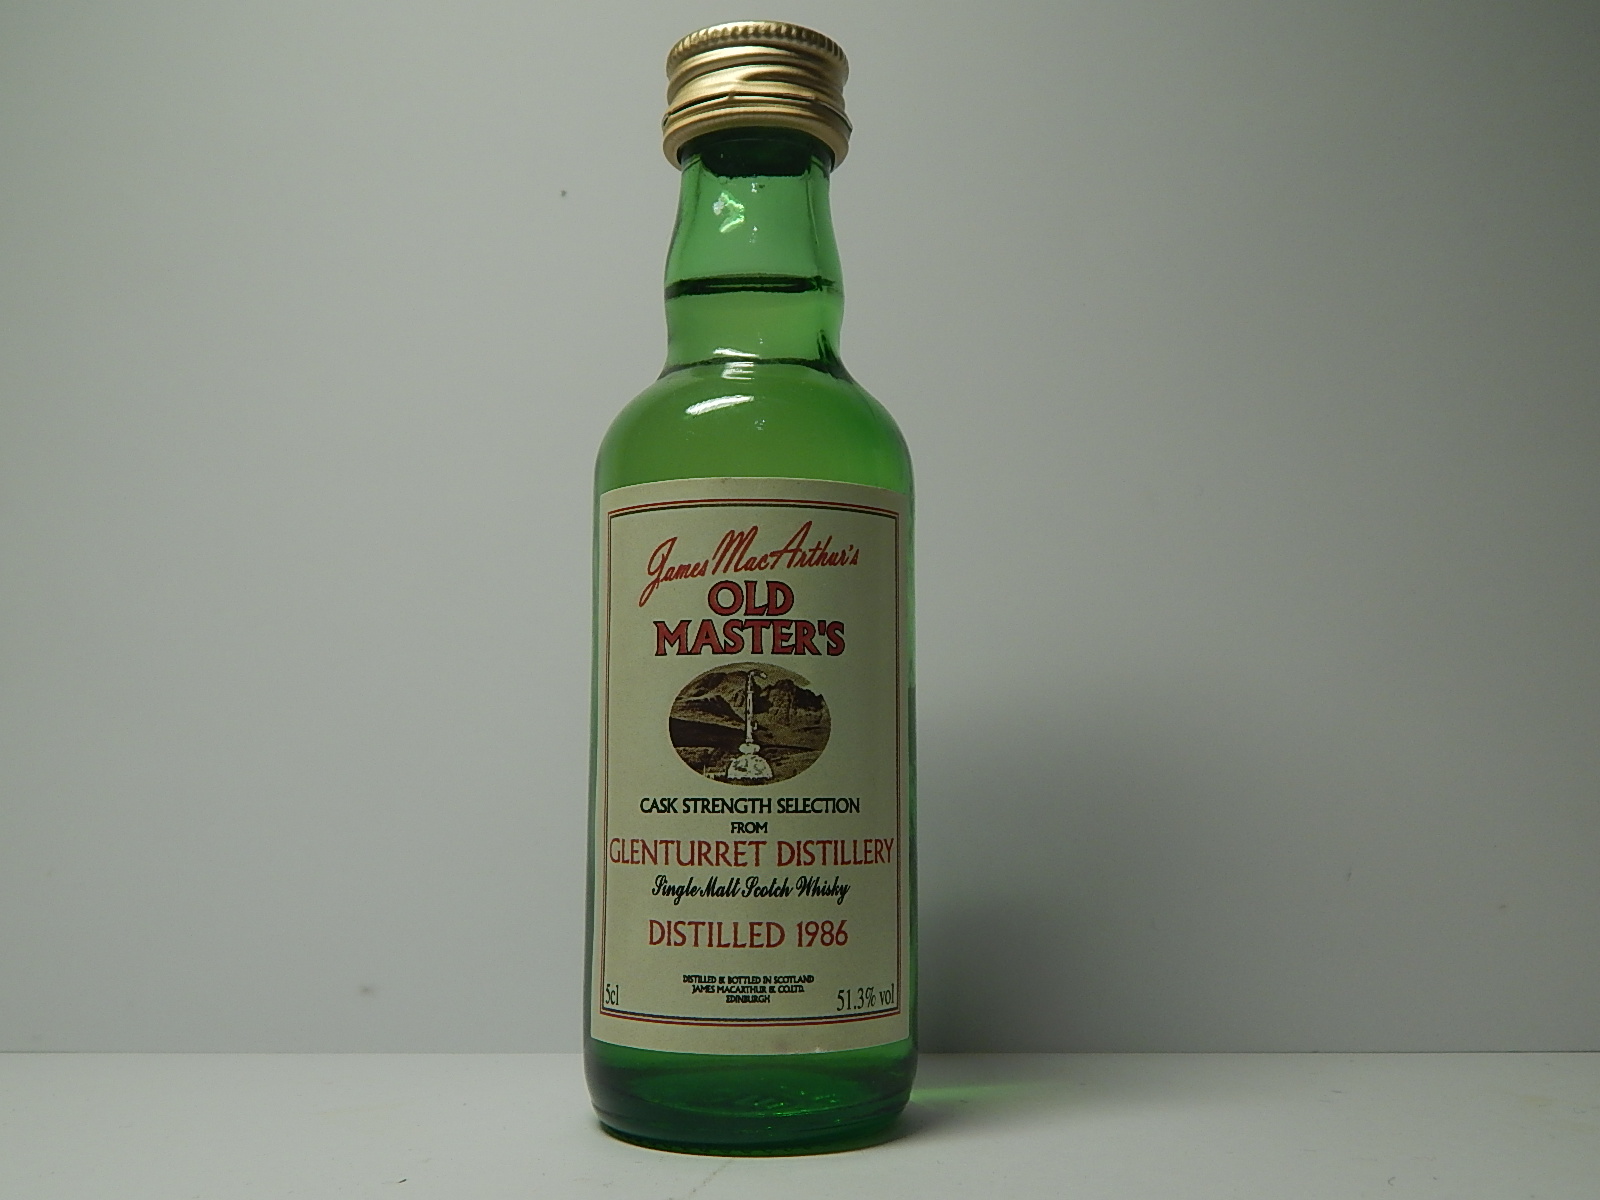 James MacArthur's
OLD
MASTER'S
CASK STRENGTH SELECTION
FROM
GLENTURRET DISTILLERY
Single Malt Scotch Whisky
DISTILLED 1986
DISTILLED & BOTTLED IN SCOTLAND
JAMES MACARTHUR & CO.LTD.
EDINBURGH
5cl
51.3% vol